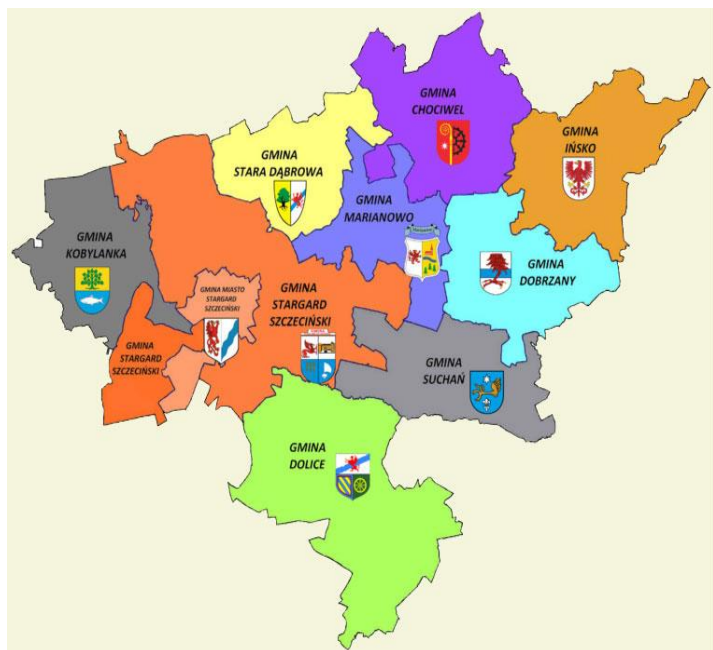 GMINA
CHOCIWEL
GMINA
IŃSKO
GMINA
STARA DĄBROWA
GMINA
MARIANOWO
GMINA
KOBYLANKA
GMINA
DOBRZANY
GMINA MIASTO
STARGARD
SZCZECIŃSKI
GMINA
STARGARD
SZCZECIŃSKI
GMINA
STARGARD
SZCZECIŃSKI
GMINA
SUCHAŃ
GMINA
DOLICE